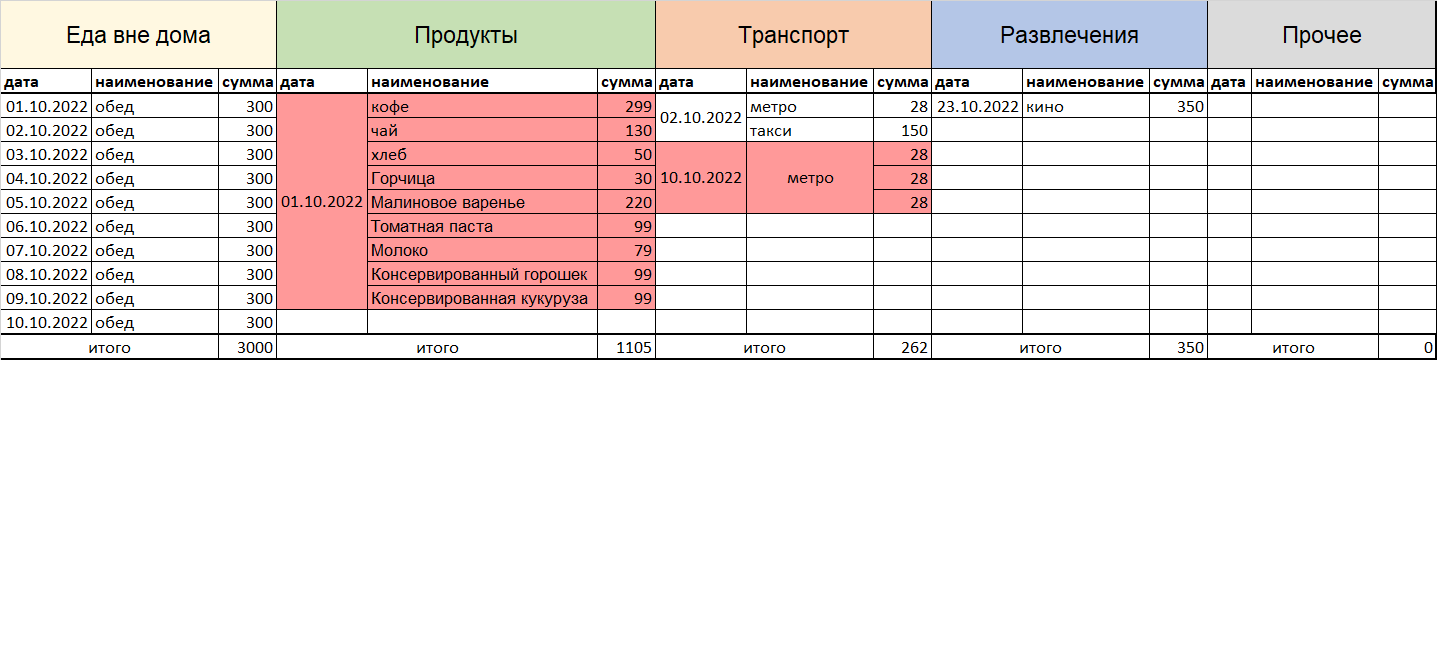 Еда вне дома Продукты Транспорт Развлечения Прочее
дата наименование сумма дата наименование сумма дата наименование сумма дата наименование сумма дата наименование сумма
01.10.2022 обед 300 01.10.2022 кофе 299 02.10.2022 метро 28 23.10.2022 кино 350
02.10.2022 обед 300 чай 130 такси 150
03.10.2022 обед 300 хлеб 50 10.10.2022 метро 28
04.10.2022 обед 300 Горчица 30 28
05.10.2022 обед 300 Малиновое варенье 220 28
06.10.2022 обед 300 Томатная паста 99
07.10.2022 обед 300 Молоко 79
08.10.2022 обед 300 Консервированный горошек 99
09.10.2022 обед 300 Консервированная кукуруза 99
10.10.2022 обед 300
итого 3000 итого 1105 итого 262 итого 350 итого 0